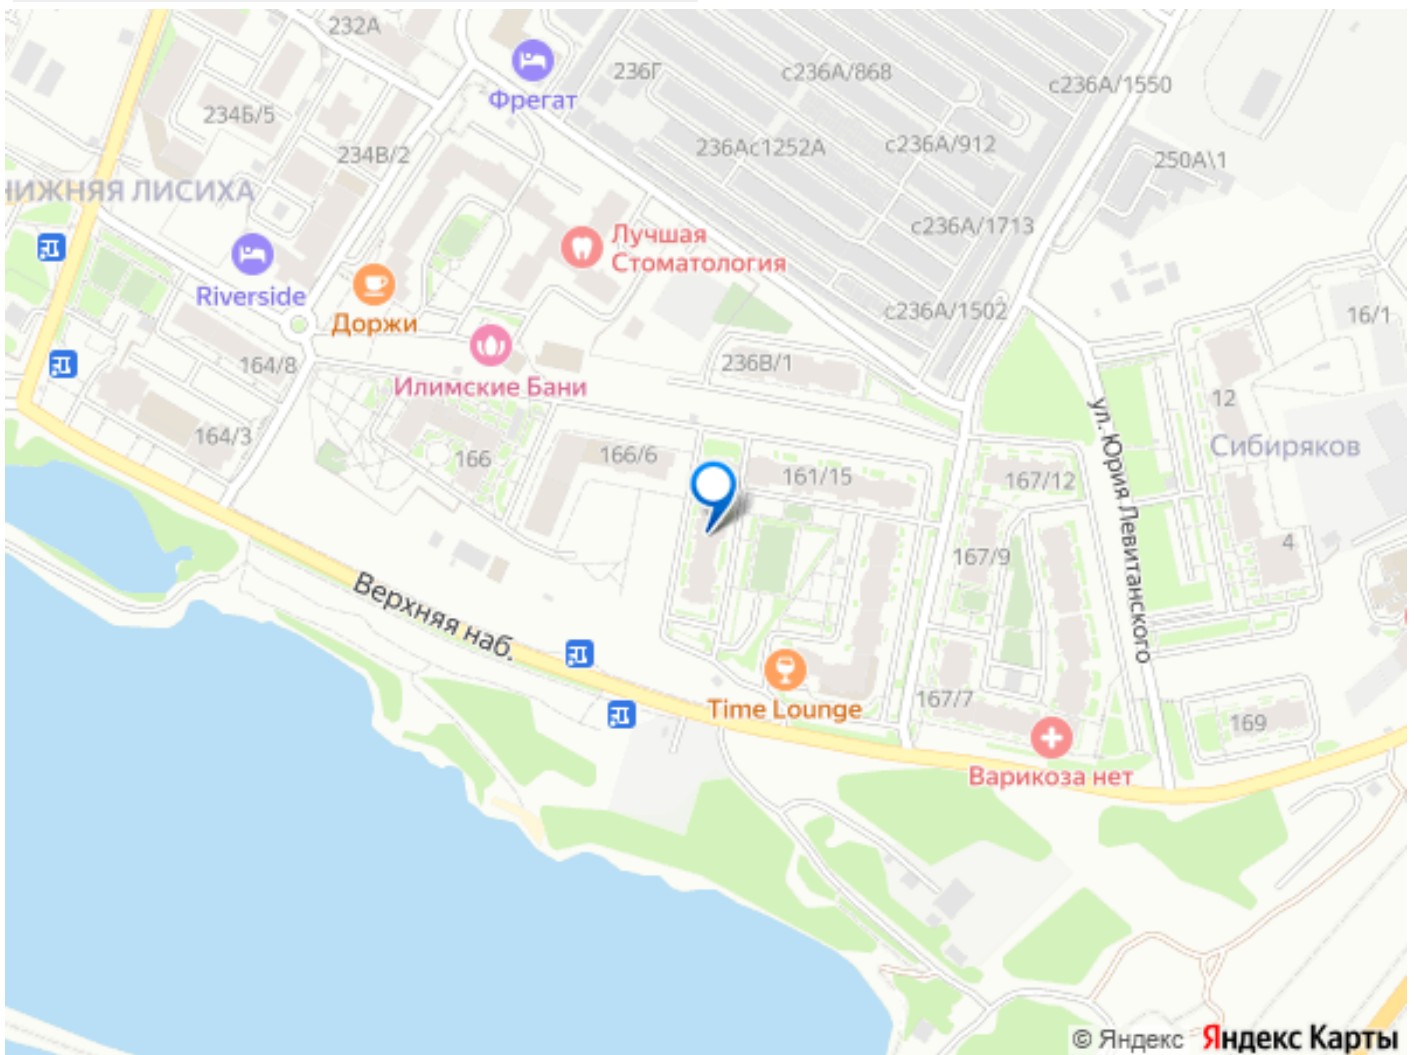 232А
Фрегат
236Г
с236А/868
с236А/1550
234Б/5
234В/2
236Ас1252А
с236А/912
250А\1
НИЖНЯЯ ЛИСИХА
Лучшая
Стоматология
с236А/1713
Riverside
Доржи
с236А/1502
16/1
164/8
Илимские Бани
236В/1
12
ул. Юрия Левитанского
Сибиряков
164/3
166
166/6
161/15
167/12
167/9
4
Верхняя наб.
Time Lounge
167/7
169
Варикоза нет
© Яндекс Яндекс Карты